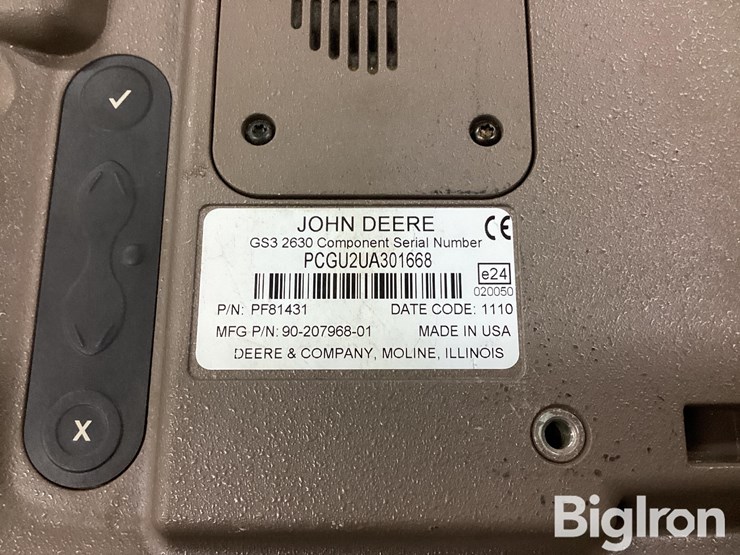 JOHN DEERE
CE
GS3 2630 Component Serial Number
PCGU2UA301668
e24
020050
P/N: PF81431 DATE CODE: 1110
MFG P/N: 90-207968-01 MADE IN USA
DEERE & COMPANY, MOLINE, ILLINOIS
X
BigIron